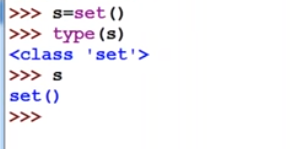 >>> s=set()
>>> type(s)
<class 'set'>
>>> s
set()
>>>